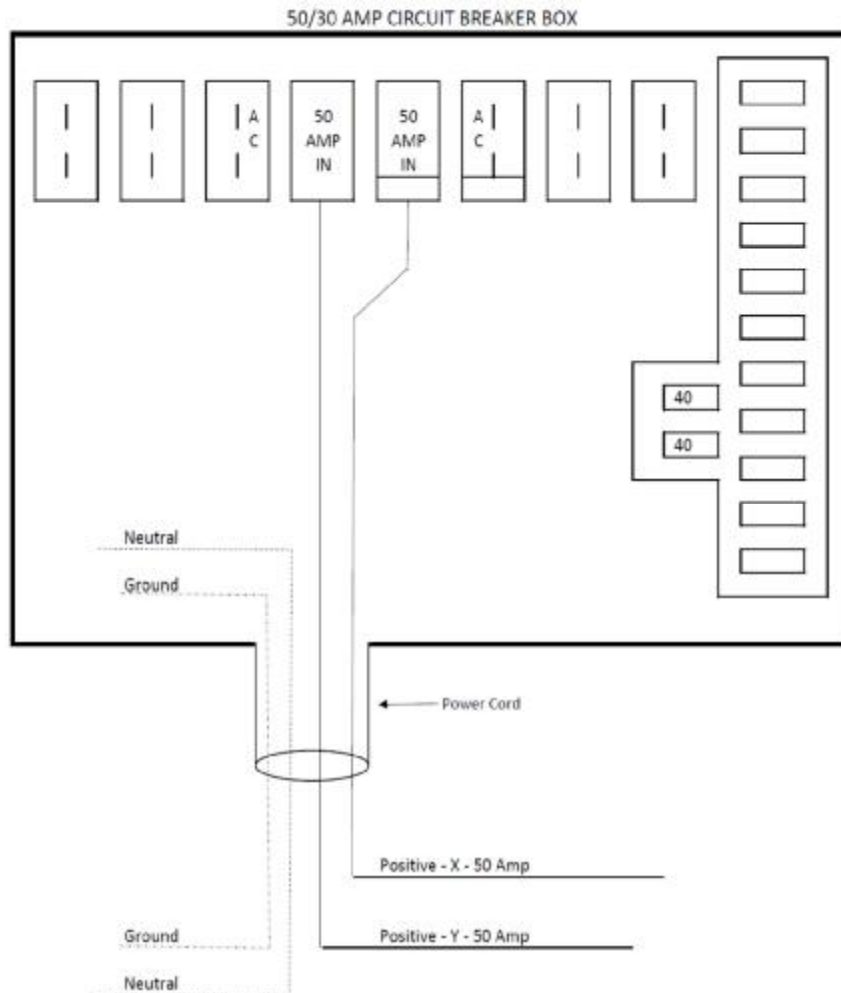 50/30 AMP CIRCUIT BREAKER BOX
A
C
50
AMP
IN
50
AMP
IN
A
C
40
40
Neutral
Ground
Power Cord
Positive - X - 50 Amp
Ground
Positive - Y - 50 Amp
Neutral